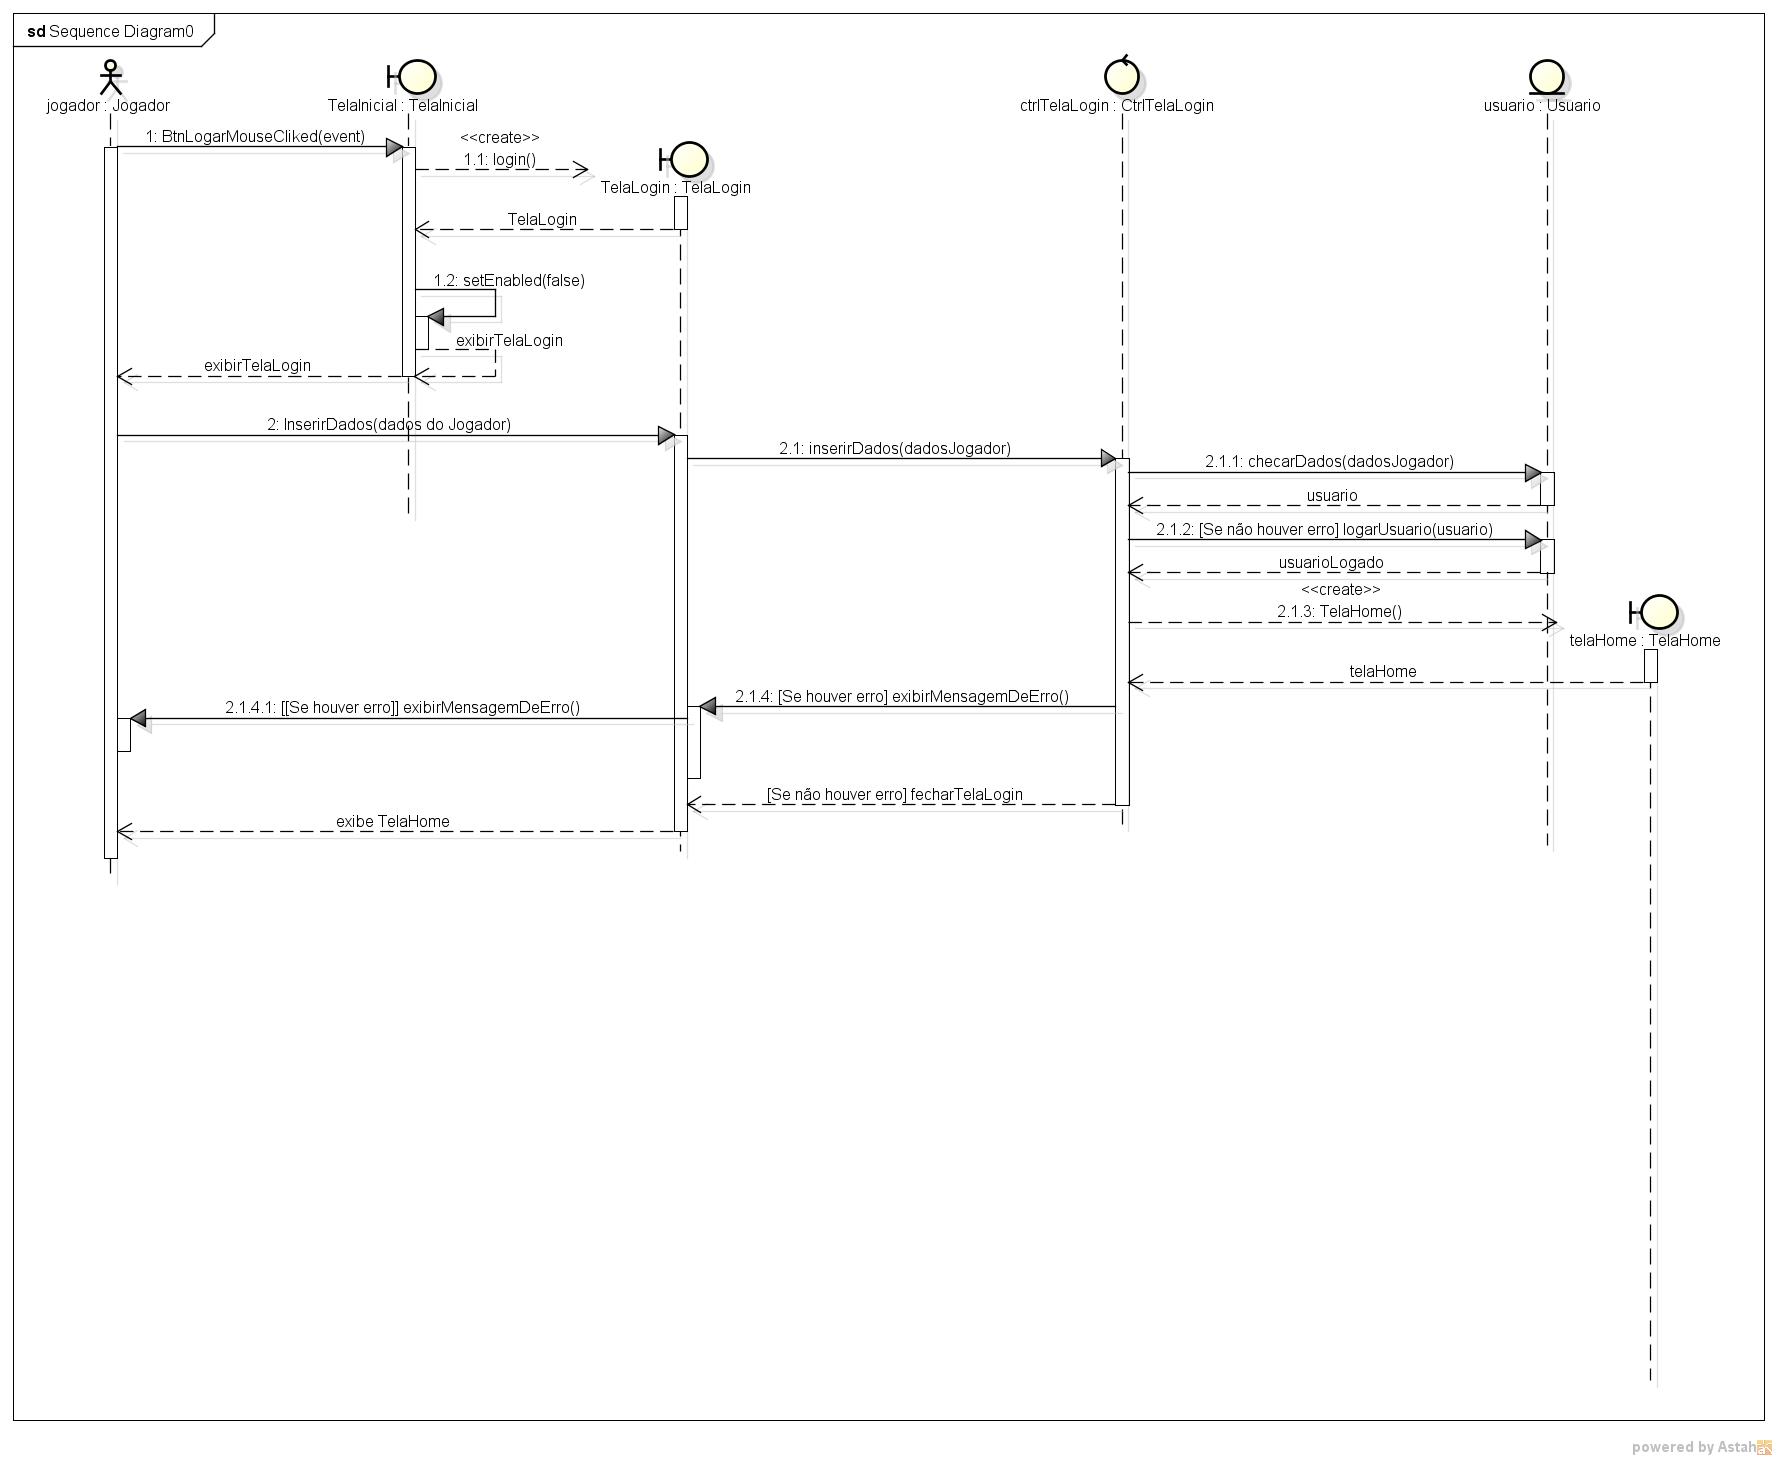 sd Sequence Diagram0
jogador : Jogador
TelaInicial : TelaInicial
ctrlTelaLogin : CtrlTelaLogin
usuario : Usuario
1: BtnLogarMouseCliked(event)
<<create>>
1.1: login()
TelaLogin : TelaLogin
TelaLogin
1.2: setEnabled(false)
exibirTelaLogin
exibirTelaLogin
2: InserirDados(dados do Jogador)
2.1: inserirDados(dadosJogador)
2.1.1: checarDados(dadosJogador)
usuario
2.1.2: [Se não houver erro] logarUsuario(usuario)
usuarioLogado
<<create>>
2.1.3: TelaHome()
telaHome : TelaHome
telaHome
2.1.4: [Se houver erro] exibirMensagemDeErro()
2.1.4.1: [[Se houver erro]] exibirMensagemDeErro()
[Se não houver erro] fecharTelaLogin
exibe TelaHome
powered by Astah